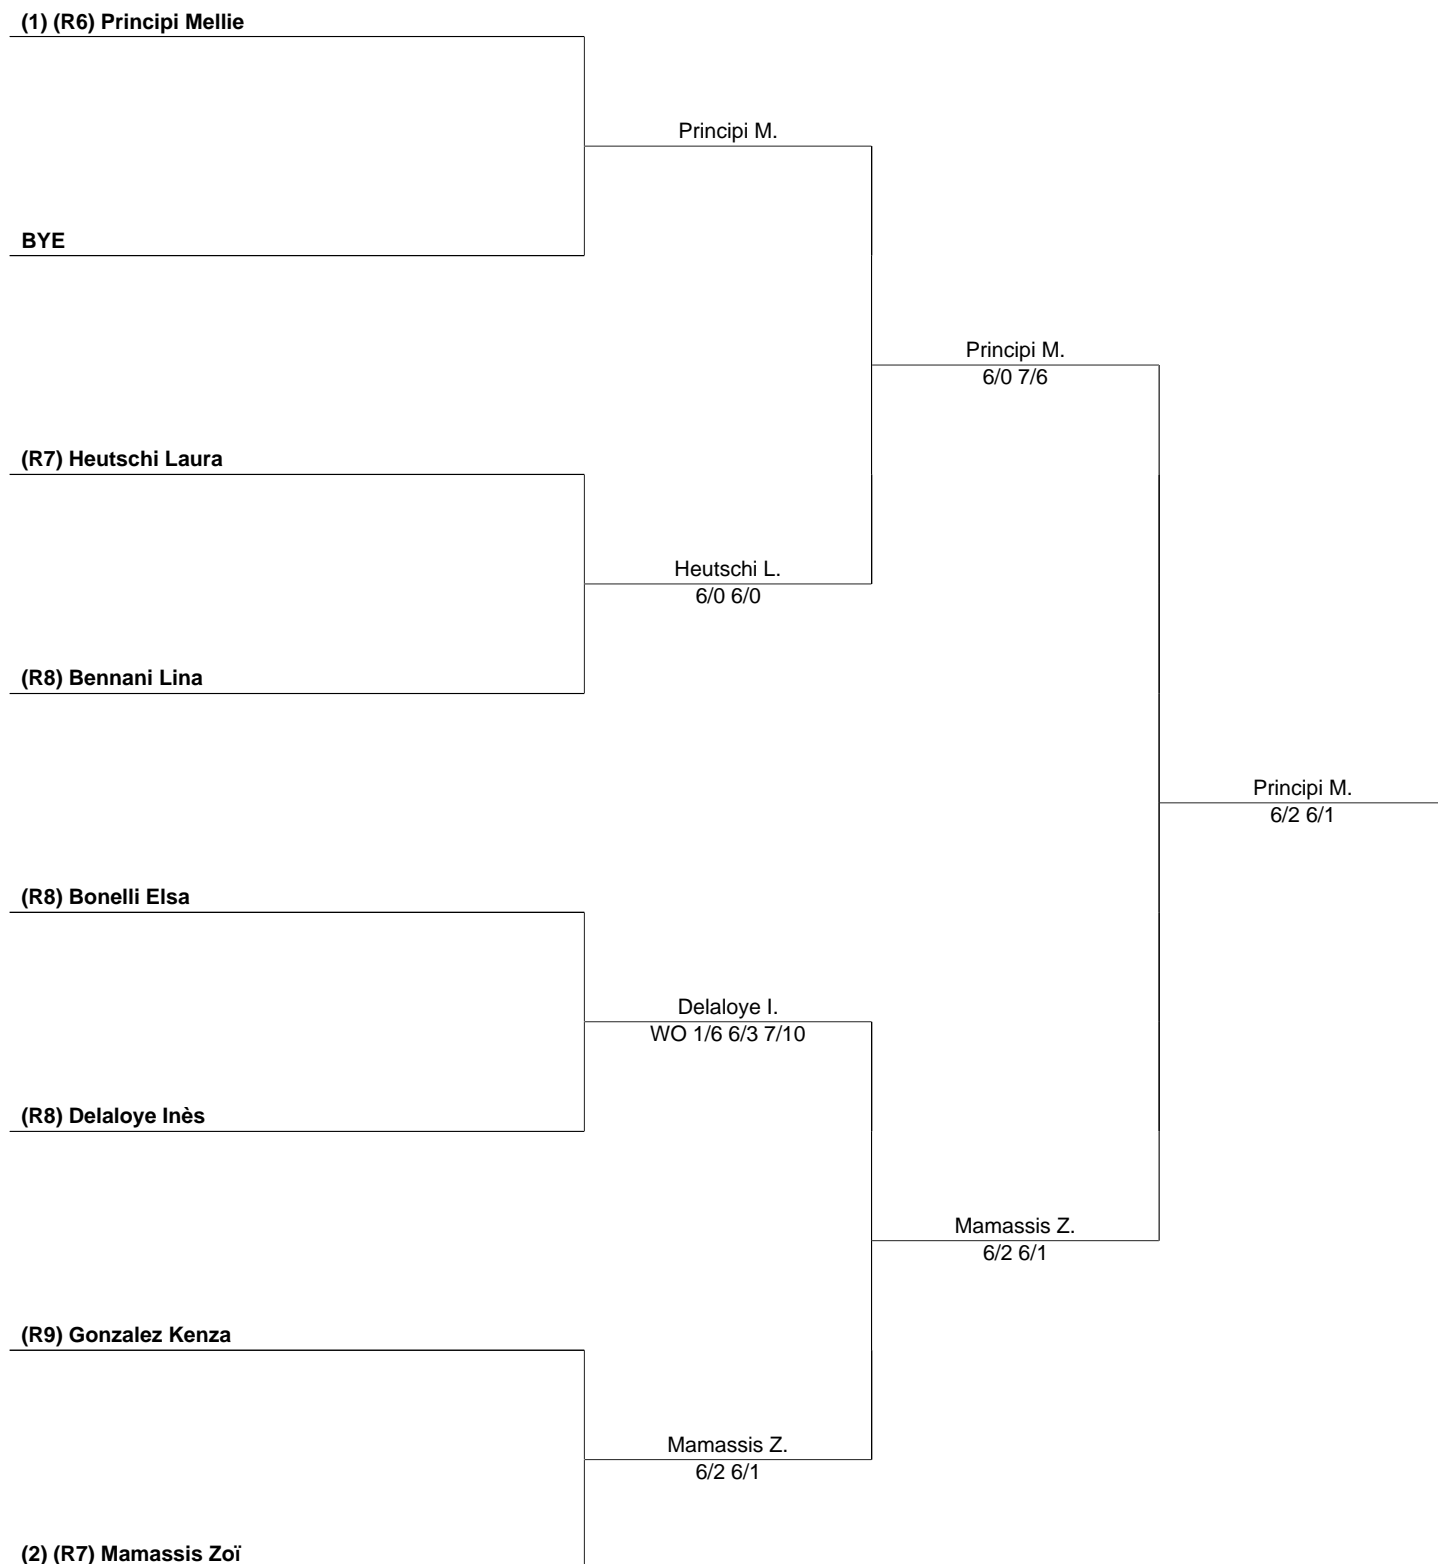 (1) (R6) Principi Mellie
Principi M.
BYE
Principi M.
6/0 7/6
(R7) Heutschi Laura
Heutschi L.
6/0 6/0
(R8) Bennani Lina
Principi M.
6/2 6/1
(R8) Bonelli Elsa
Delaloye I.
WO 1/6 6/3 7/10
(R8) Delaloye Inès
Mamassis Z.
6/2 6/1
(R9) Gonzalez Kenza
Mamassis Z.
6/2 6/1
(2) (R7) Mamassis Zoï